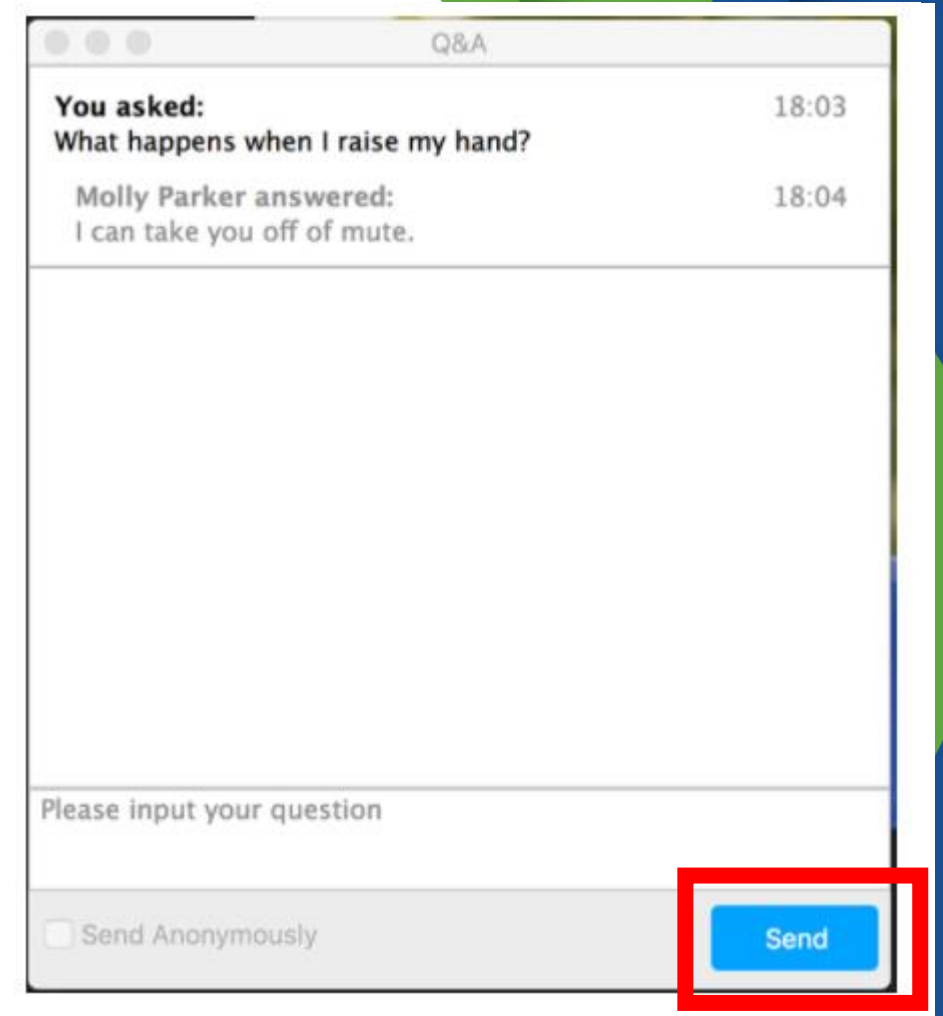 Q&A
You asked: 18:03
What happens when I raise my hand?
Molly Parker answered: 18:04
I can take you off of mute.
Please input your question
Send Anonymously Send